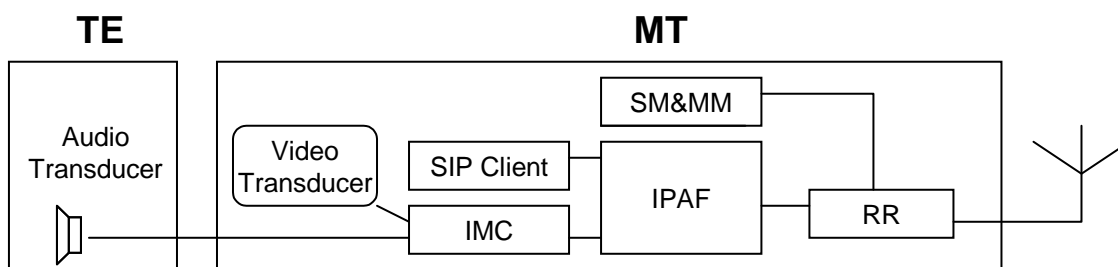 TE
MT
Audio
Transducer
Video
Transducer
SM&MM
SIP Client
IPAF
IMC
RR